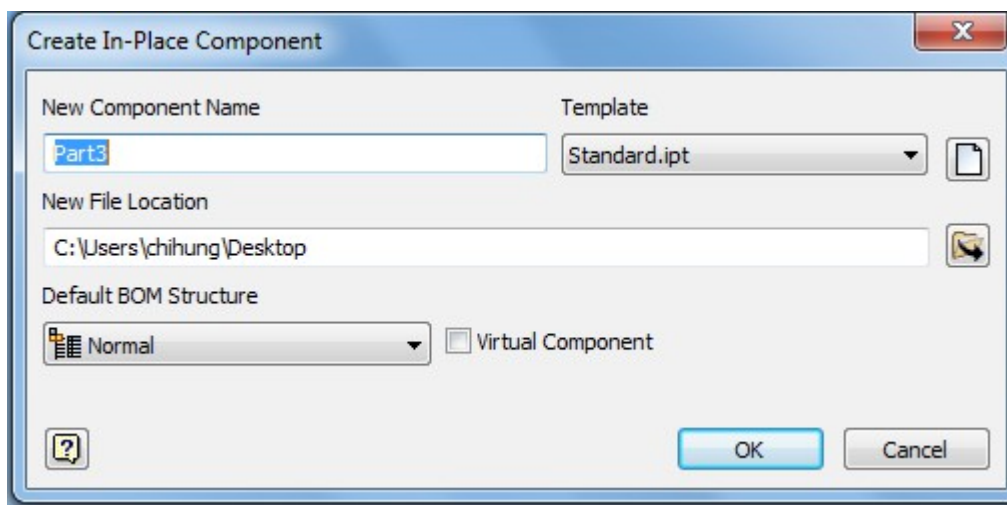 Create In-Place Component
New Component Name
Template
Part3
Standard.ipt
New File Location
C:\Users\chihung\Desktop
Default BOM Structure
Normal
Virtual Component
OK
Cancel